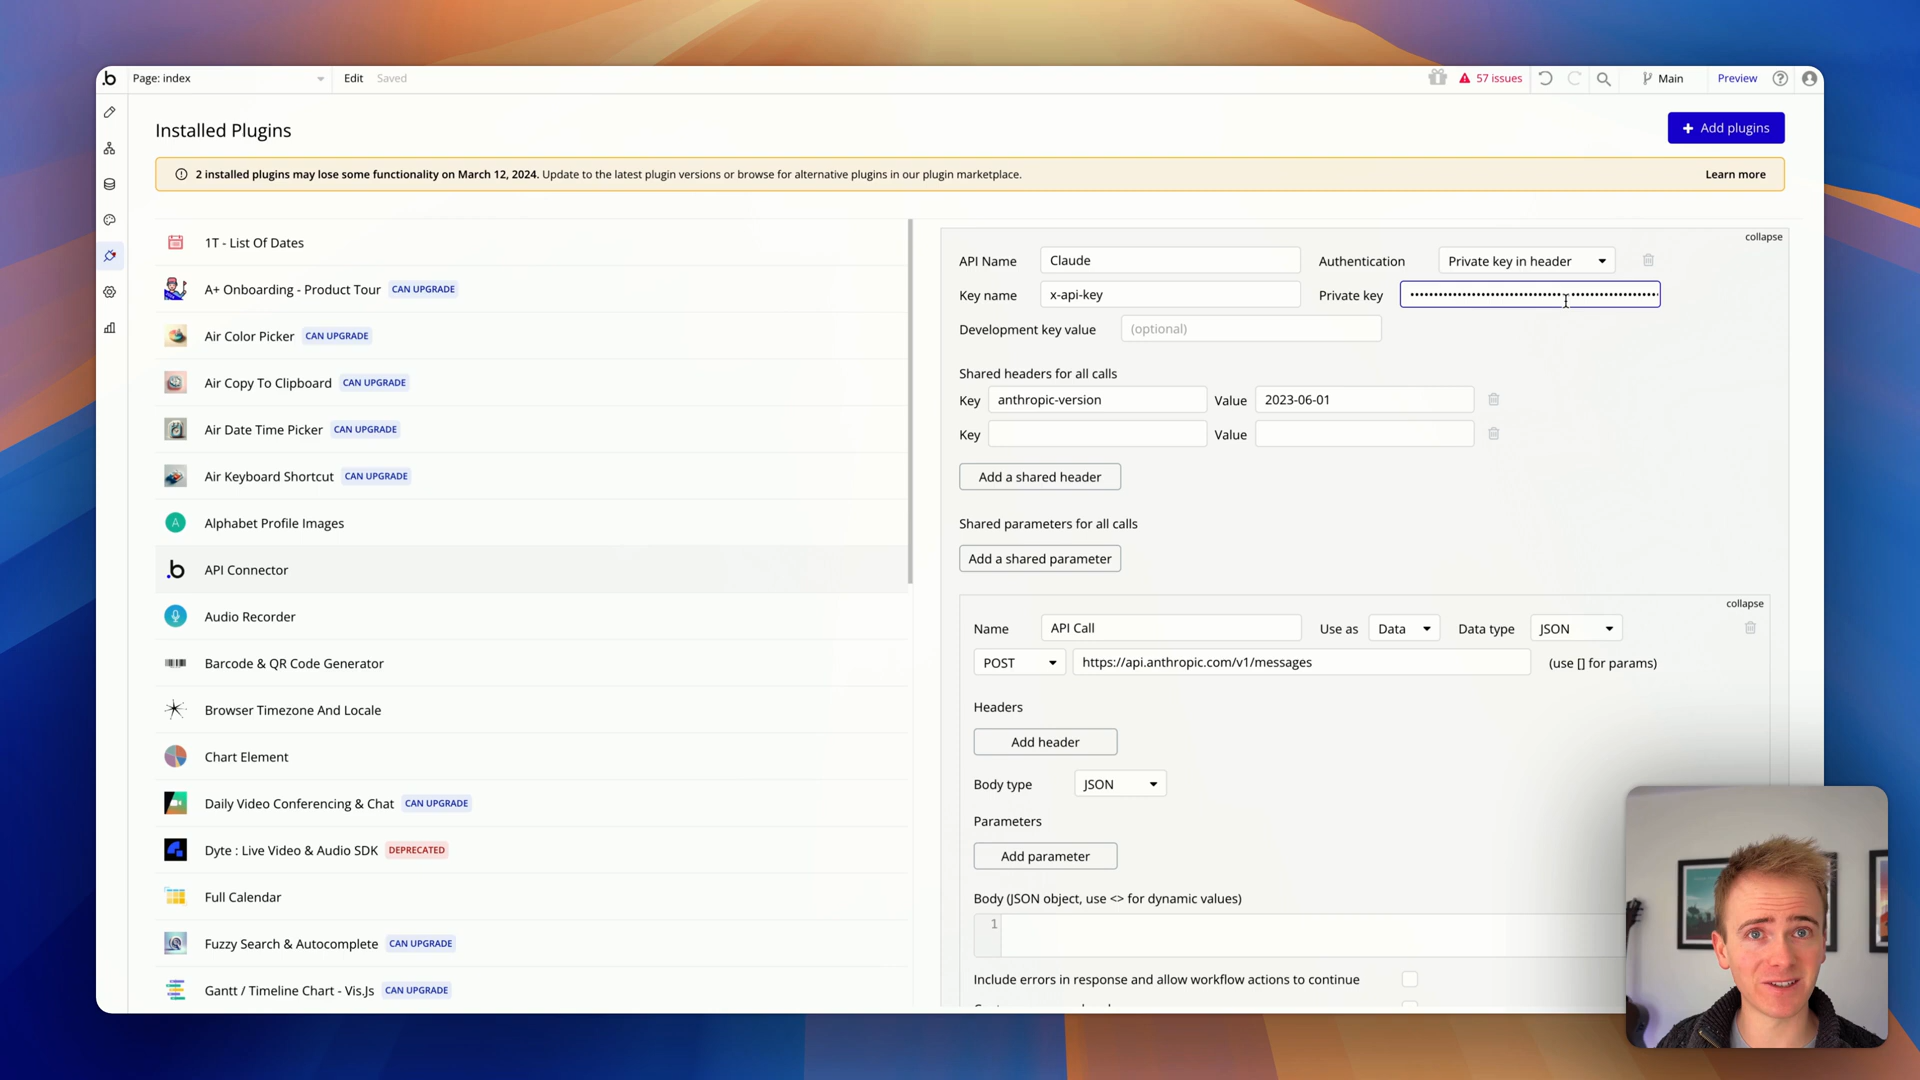 .b Page: index Edit Saved 57 issues Main Preview
Installed Plugins
+ Add plugins
2 installed plugins may lose some functionality on March 12, 2024. Update to the latest plugin versions or browse for alternative plugins in our plugin marketplace. Learn more
1T - List Of Dates
A+ Onboarding - Product Tour CAN UPGRADE
Air Color Picker CAN UPGRADE
Air Copy To Clipboard CAN UPGRADE
Air Date Time Picker CAN UPGRADE
Air Keyboard Shortcut CAN UPGRADE
A Alphabet Profile Images
.b API Connector
Audio Recorder
Barcode & QR Code Generator
Browser Timezone And Locale
Chart Element
Daily Video Conferencing & Chat CAN UPGRADE
Dyte : Live Video & Audio SDK DEPRECATED
Full Calendar
Fuzzy Search & Autocomplete CAN UPGRADE
Gantt / Timeline Chart - Vis.Js CAN UPGRADE
collapse
API Name Claude Authentication Private key in header
Key name x-api-key Private key
Development key value (optional)
Shared headers for all calls
Key anthropic-version Value 2023-06-01
Key Value
Add a shared header
Shared parameters for all calls
Add a shared parameter
collapse
Name API Call Use as Data Data type JSON
POST https://api.anthropic.com/v1/messages (use [] for params)
Headers
Add header
Body type JSON
Parameters
Add parameter
Body (JSON object, use <> for dynamic values)
1
Include errors in response and allow workflow actions to continue